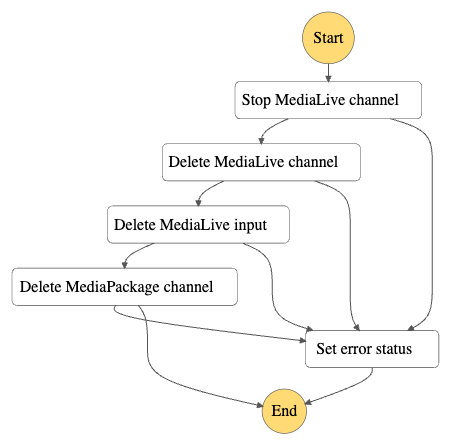 Start
Stop MediaLive channel
Delete MediaLive channel
Delete MediaLive input
Delete MediaPackage channel
Set error status
End